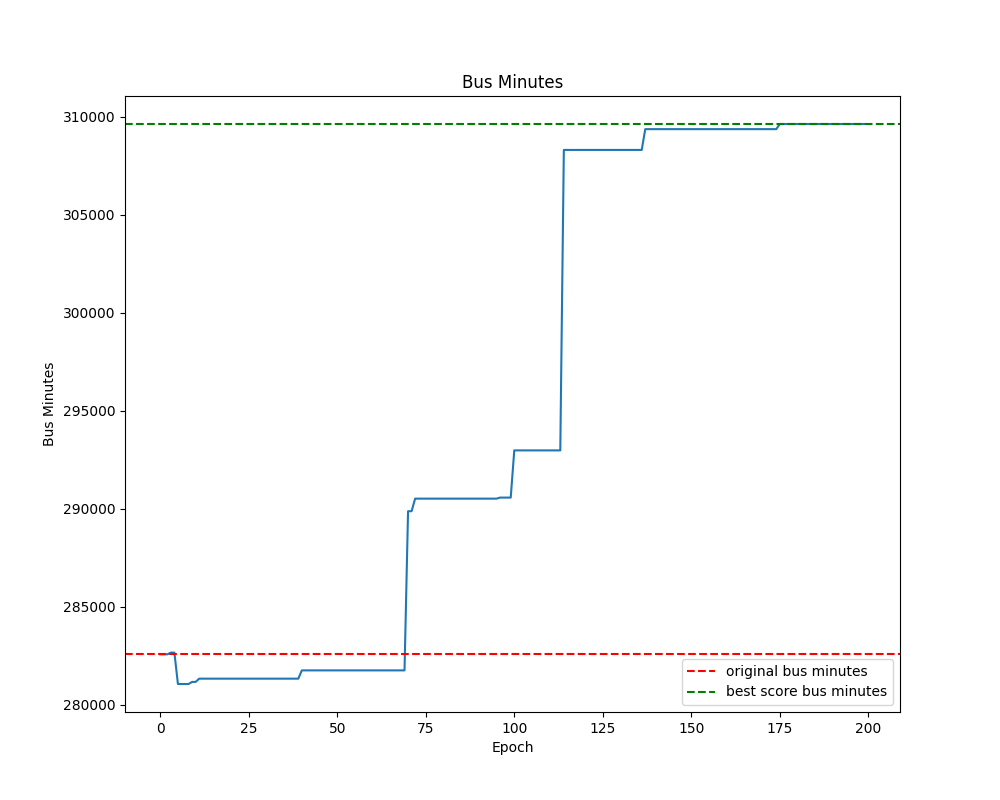 Bus Minutes
310000
305000
300000
295000
290000
285000
280000
Bus Minutes
0 25 50 75 100 125 150 175 200
Epoch
original bus minutes
best score bus minutes